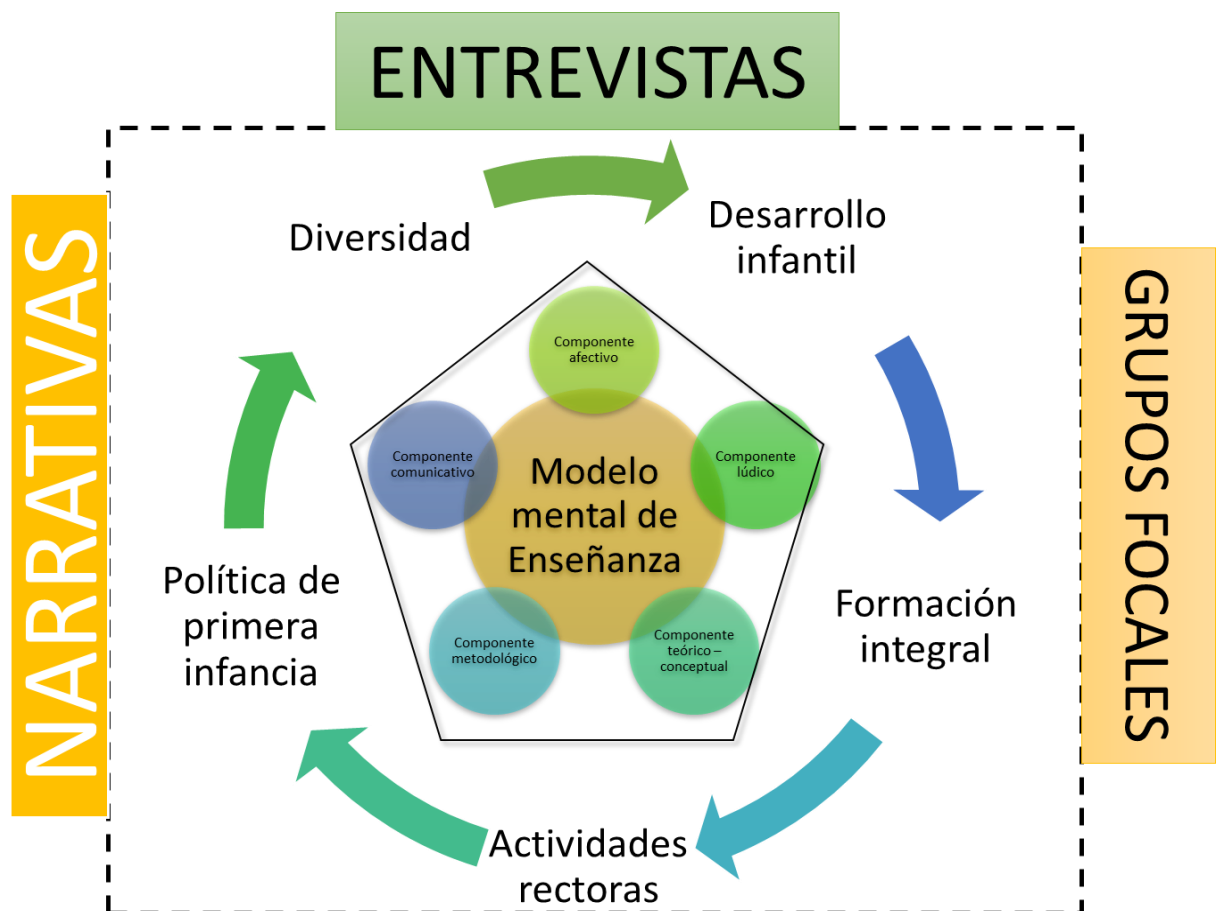 ENTREVISTAS
NARRATIVAS
GRUPOS FOCALES
Diversidad
Desarrollo
infantil
Formación
integral
Actividades
rectoras
Política de
primera
infancia
Componente
afectivo
Componente
comunicativo
Componente
lúdico
Modelo
mental de
Enseñanza
Componente
metodológico
Componente
teórico –
conceptual